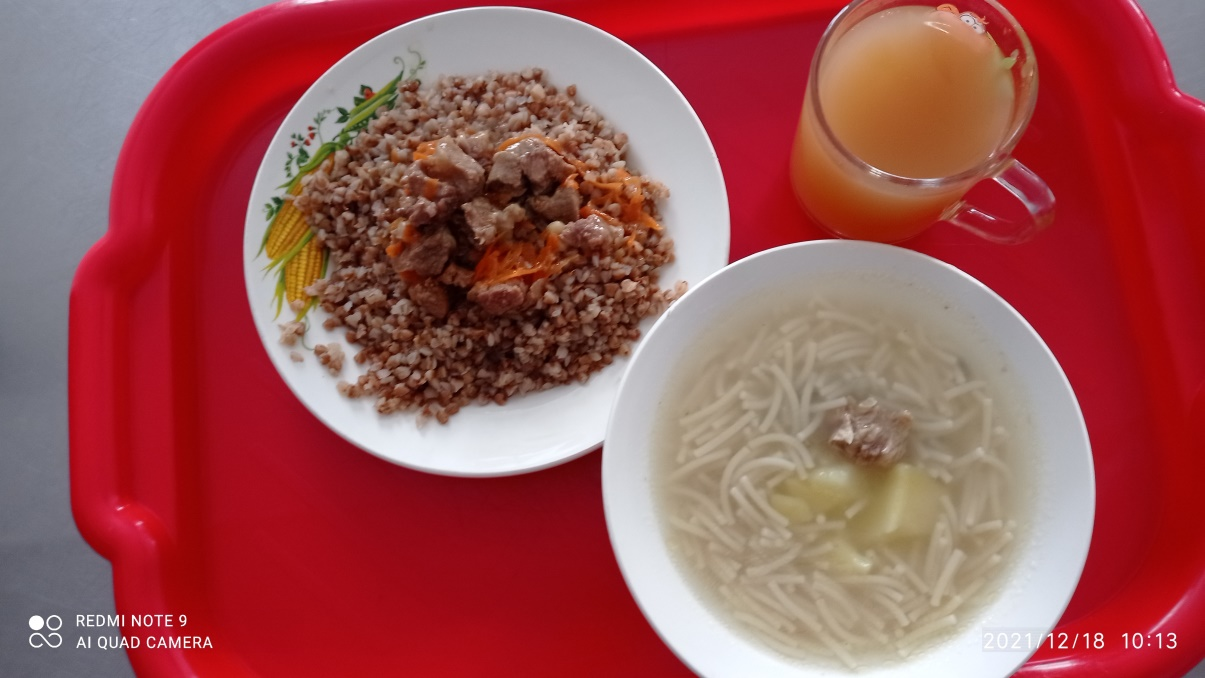 REDMI NOTE 9
AI QUAD CAMERA
2021/12/18 10:13